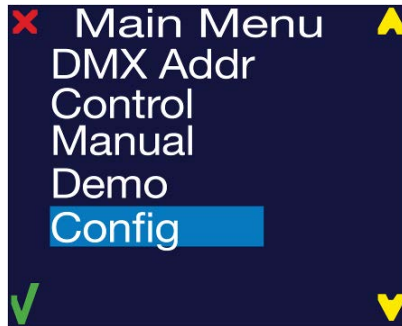 Main Menu
DMX Addr
Control
Manual
Demo
Config